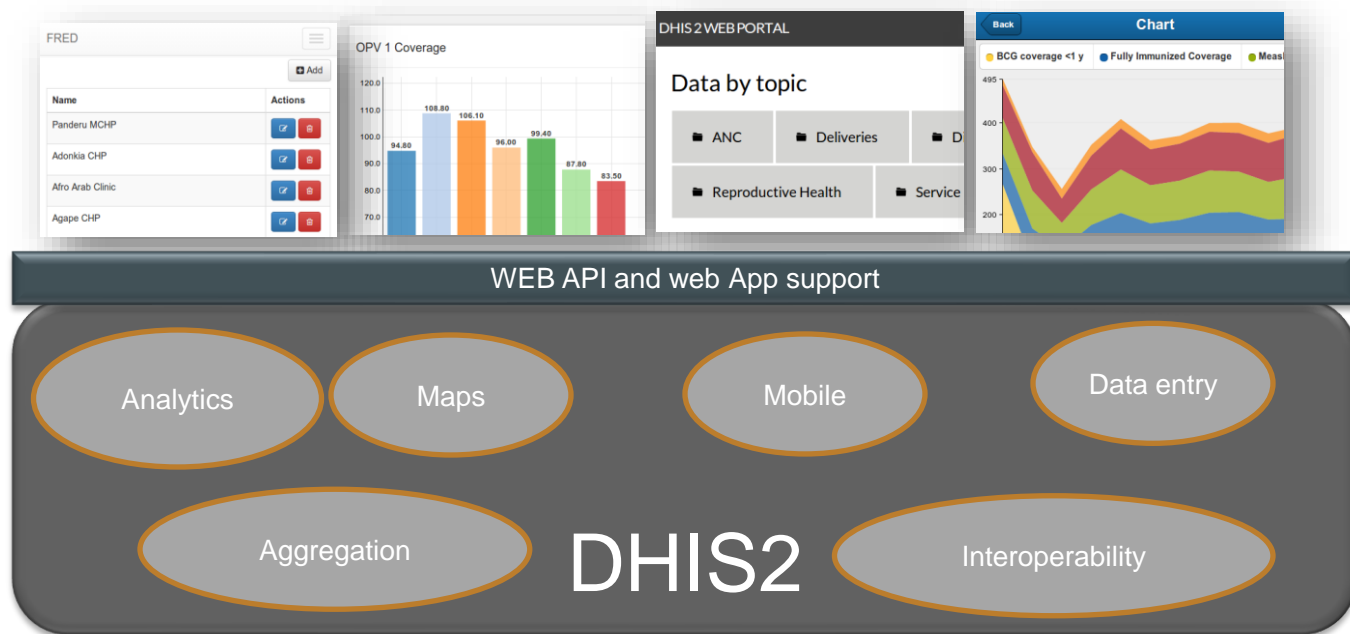 FRED
Add
Name Actions
Panderu MCHP
Adonkia CHP
Afro Arab Clinic
Agape CHP
OPV 1 Coverage
120.0
110.0
100.0
90.0
80.0
70.0
94.80
108.80
106.10
96.00
99.40
87.80
83.50
DHIS 2 WEB PORTAL
Data by topic
ANC
Deliveries
D
Reproductive Health
Service
Back
Chart
BCG coverage <1 y
Fully Immunized Coverage
Measl
495
400
300
200
WEB API and web App support
Analytics
Maps
Mobile
Data entry
Aggregation
DHIS2
Interoperability